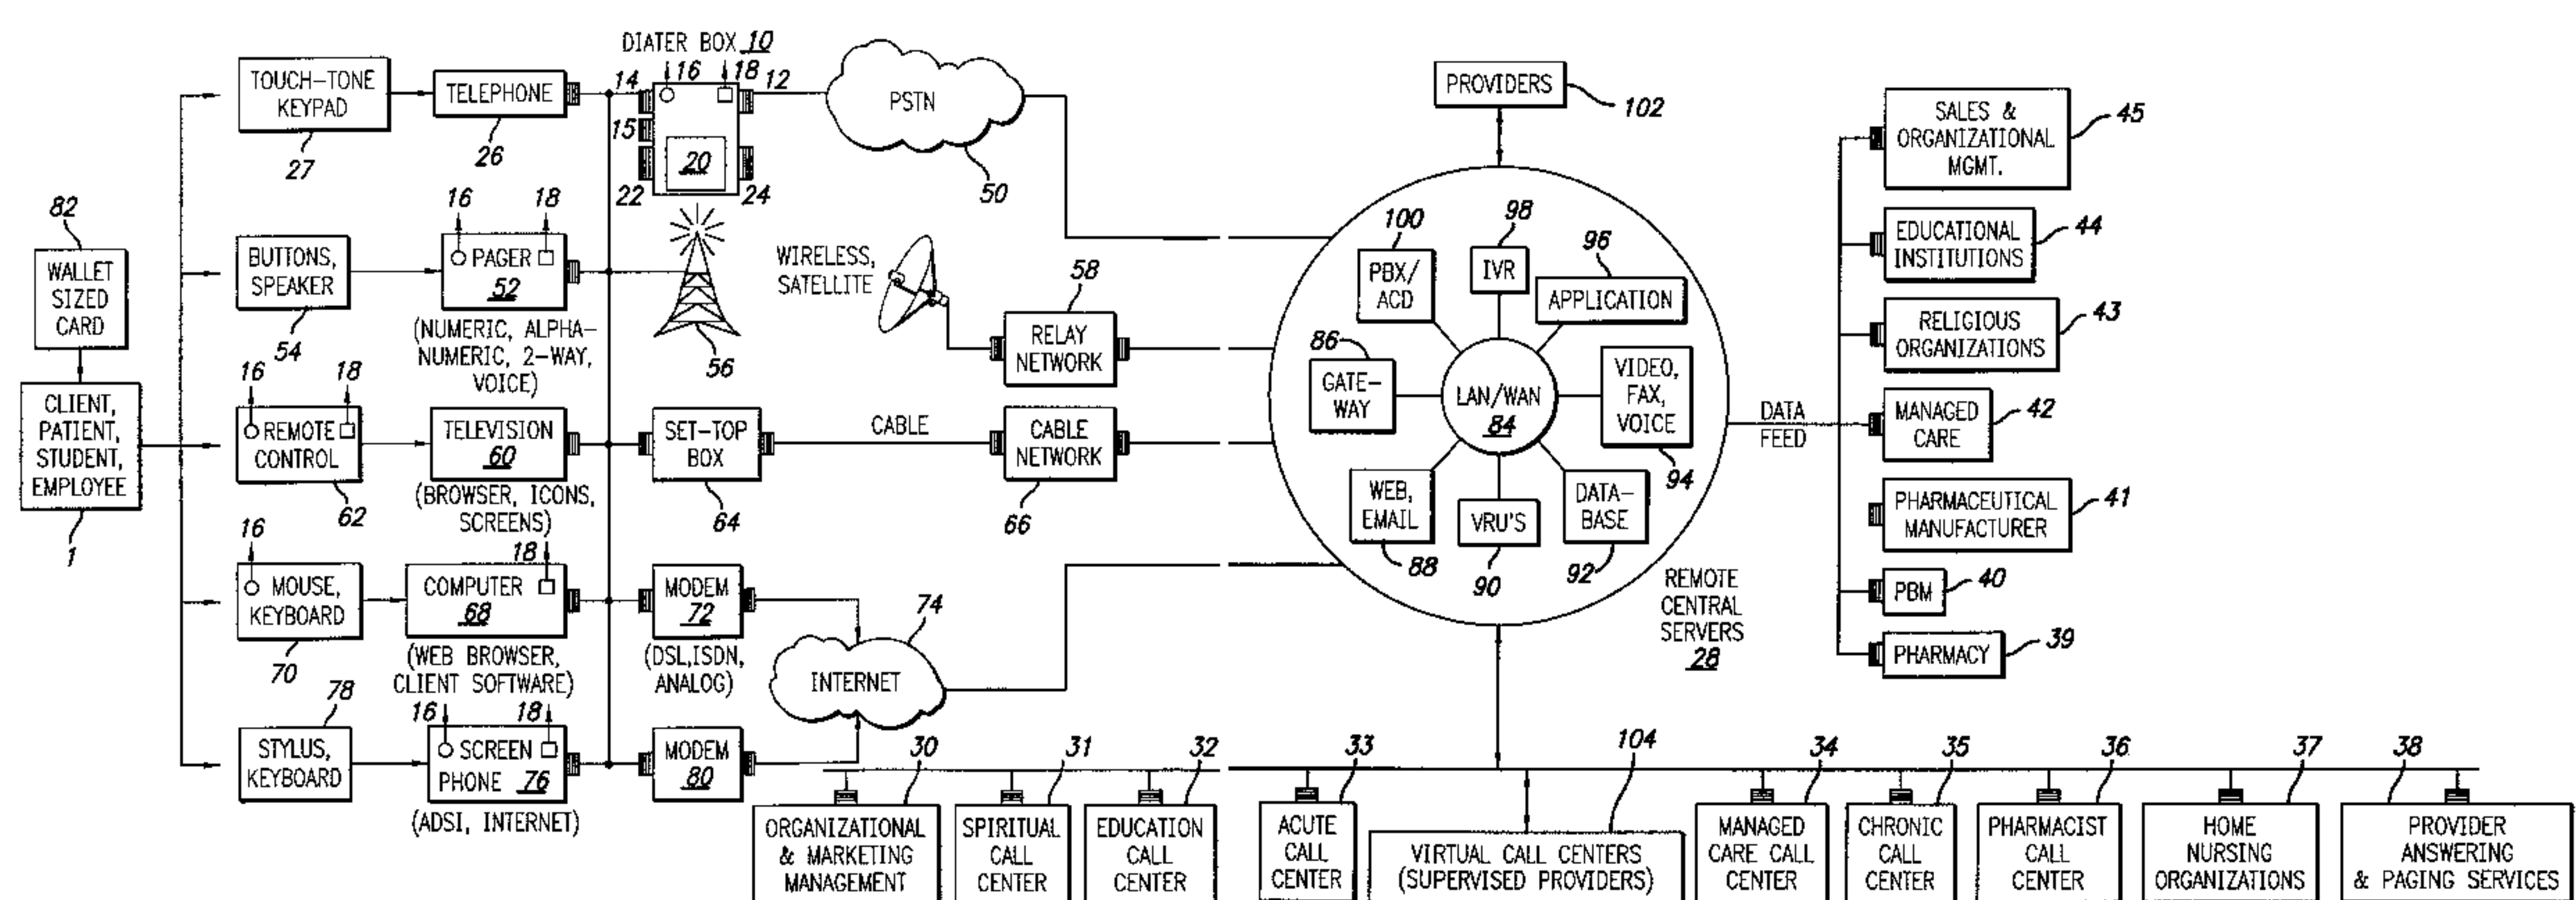 DIATER BOX 10
16
18
14
12
15
20
22
24
TOUCH-TONE
KEYPAD
27
TELEPHONE
26
PSTN
50
82
WALLET
SIZED
CARD
CLIENT,
PATIENT,
STUDENT,
EMPLOYEE
1
BUTTONS,
SPEAKER
54
16
18
PAGER
52
(NUMERIC, ALPHA-
NUMERIC, 2-WAY,
VOICE)
56
WIRELESS,
SATELLITE
58
RELAY
NETWORK
16
18
REMOTE
CONTROL
62
TELEVISION
60
(BROWSER, ICONS,
SCREENS)
SET-TOP
BOX
64
CABLE
CABLE
NETWORK
66
16
MOUSE,
KEYBOARD
70
18
COMPUTER
68
(WEB BROWSER,
CLIENT SOFTWARE)
MODEM
72
(DSL,ISDN,
ANALOG)
74
INTERNET
78
STYLUS,
KEYBOARD
16
18
SCREEN
PHONE 76
(ADSI, INTERNET)
MODEM
80
PROVIDERS
102
100
PBX/
ACD
98
IVR
96
APPLICATION
86
GATE-
WAY
LAN/WAN
84
VIDEO,
FAX,
VOICE
94
WEB,
EMAIL
88
VRU'S
90
DATA-
BASE
92
REMOTE
CENTRAL
SERVERS
28
DATA
FEED
SALES &
ORGANIZATIONAL
MGMT.
45
EDUCATIONAL
INSTITUTIONS
44
RELIGIOUS
ORGANIZATIONS
43
MANAGED
CARE
42
PHARMACEUTICAL
MANUFACTURER
41
PBM
40
PHARMACY
39
30
ORGANIZATIONAL
& MARKETING
MANAGEMENT
31
SPIRITUAL
CALL
CENTER
32
EDUCATION
CALL
CENTER
33
ACUTE
CALL
CENTER
104
VIRTUAL CALL CENTERS
(SUPERVISED PROVIDERS)
34
MANAGED
CARE CALL
CENTER
35
CHRONIC
CALL
CENTER
36
PHARMACIST
CALL
CENTER
37
HOME
NURSING
ORGANIZATIONS
38
PROVIDER
ANSWERING
& PAGING SERVICES